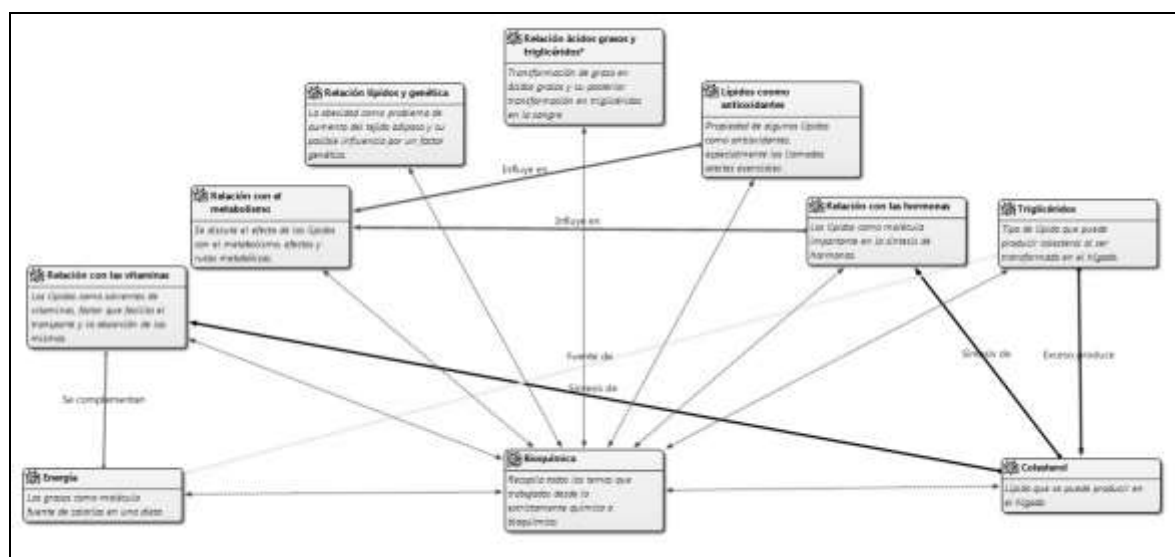 Relación ácidos grasos y
triglicéridos*
Transformación de grasa en
ácidos grasos y su posterior
transformación en triglicéridos
en la sangre
Relación lípidos y genética
La obesidad como problema de
aumento del tejido adiposo y su
posible influencia por un factor
genético.
Lípidos cosmo
antioxidantes
Propiedad de algunos lípidos
como antioxidantes,
especialmente los llamados
aceites esenciales
Influye en
Relación con el
metabolismo
Se discute el efecto de los lípidos
con el metabolismo, efectos y
rutas metabólicas.
Influye en
Relación con las hormonas
Los lípidos como molécula
importante en la síntesis de
hormonas.
Triglicéridos
Tipo de lípido que puede
producir colesterol al ser
transformado en el hígado.
Relación con las vitaminas
Los lípidos como solventes de
vitaminas, factor que facilita el
transporte y la absorción de las
mismas.
Fuente de
Síntesis de
Exceso produce
Síntesis de
Se complementan
Energía
Las grasas como molécula
fuente de calorías en una dieta.
Bioquímica
Recopila todos los temas que
trabajados desde lo
estrictamente químico o
bioquímico.
Colesterol
Lípido que se puede producir en
el hígado.